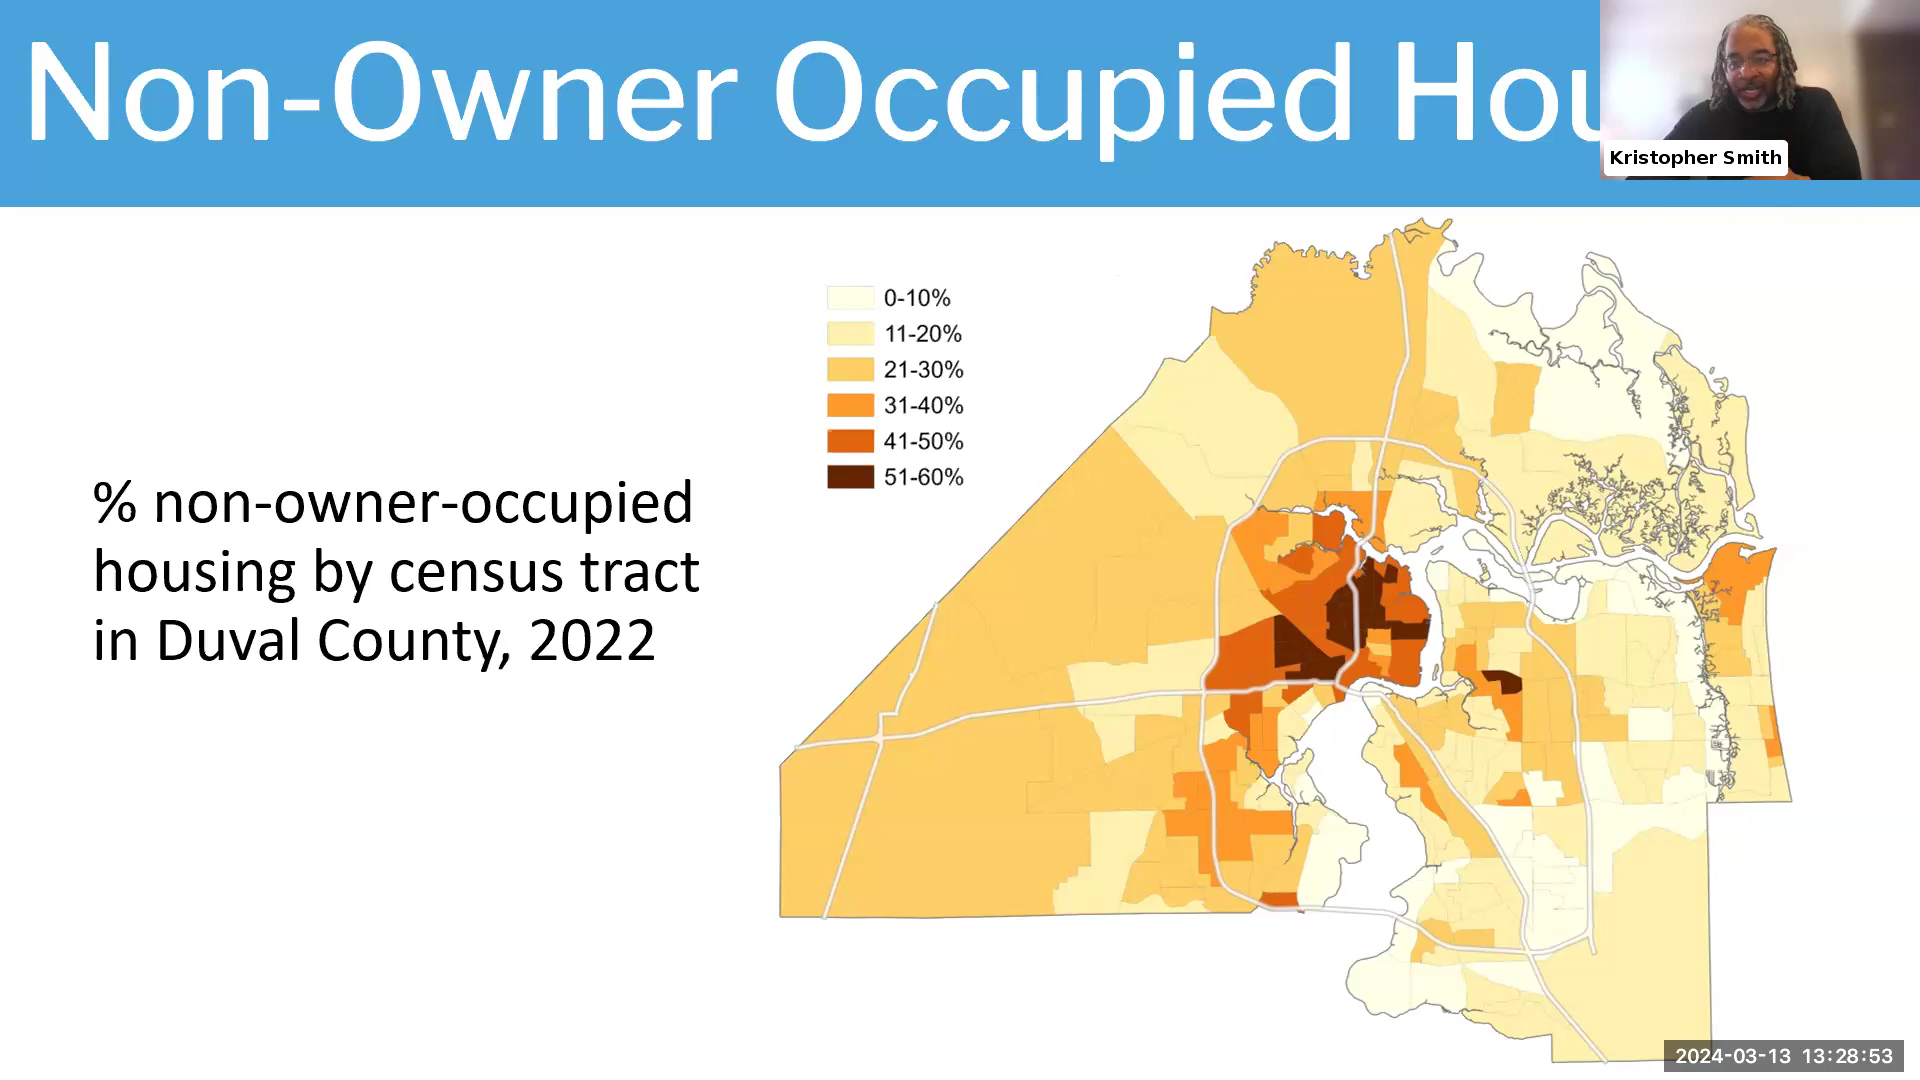 Non-Owner Occupied Hou
Kristopher Smith
0-10%
11-20%
21-30%
31-40%
41-50%
51-60%
% non-owner-occupied
housing by census tract
in Duval County, 2022
2024-03-13 13:28:53